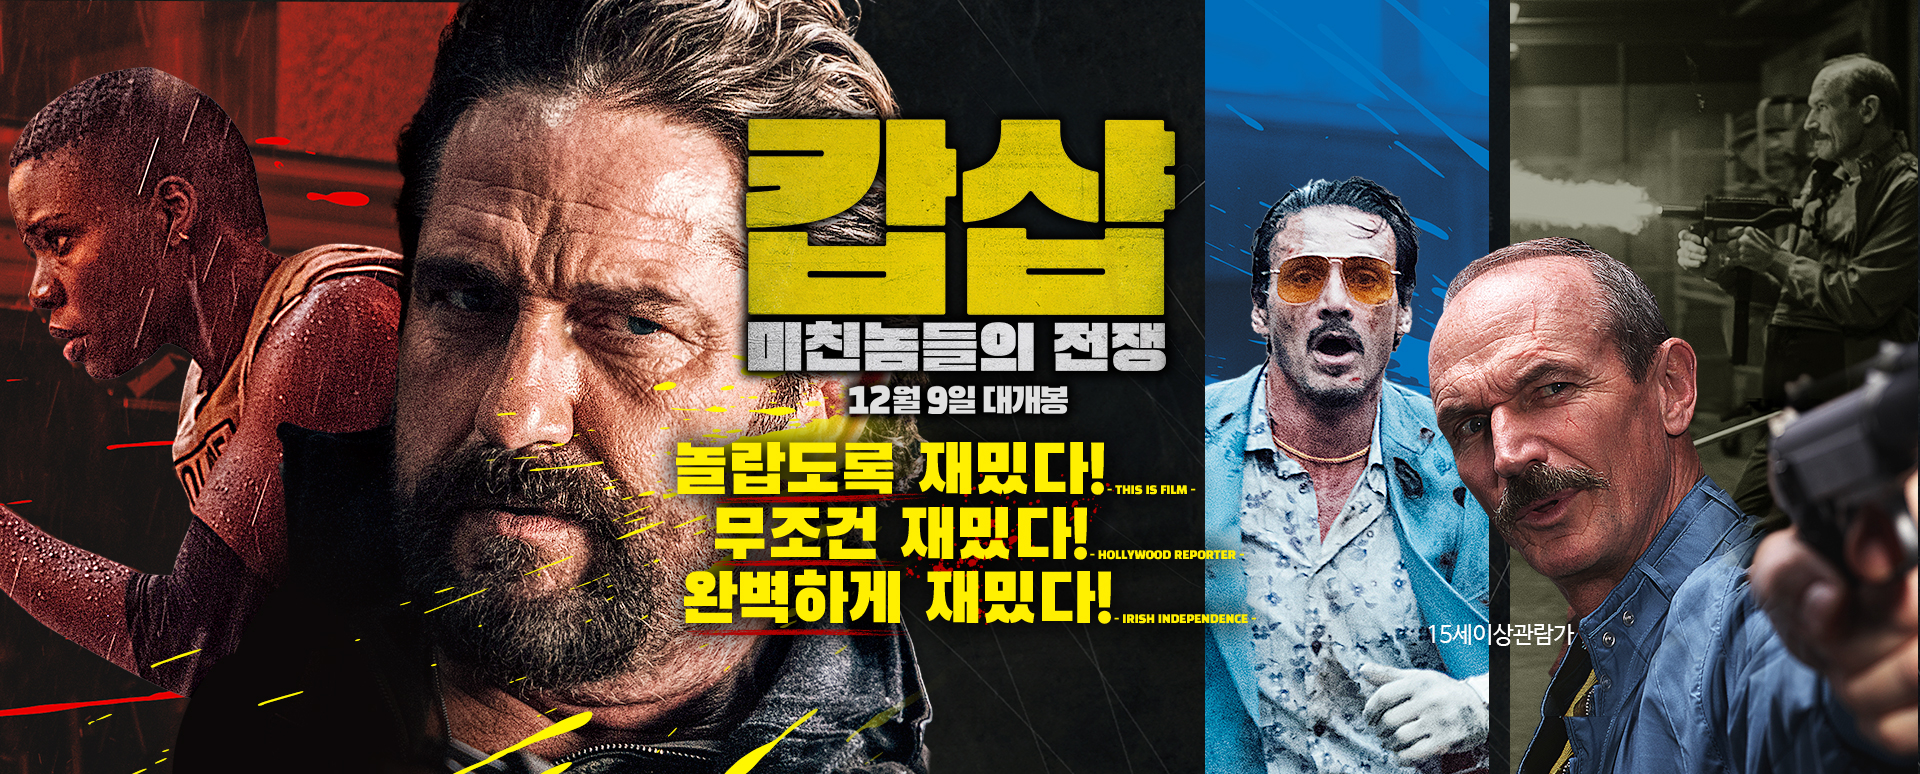 캅샵
미친놈들의 전쟁
12월 9일 대개봉
놀랍도록 재밌다! - THIS IS FILM -
무조건 재밌다! - HOLLYWOOD REPORTER -
완벽하게 재밌다! - IRISH INDEPENDENCE -
15세이상관람가